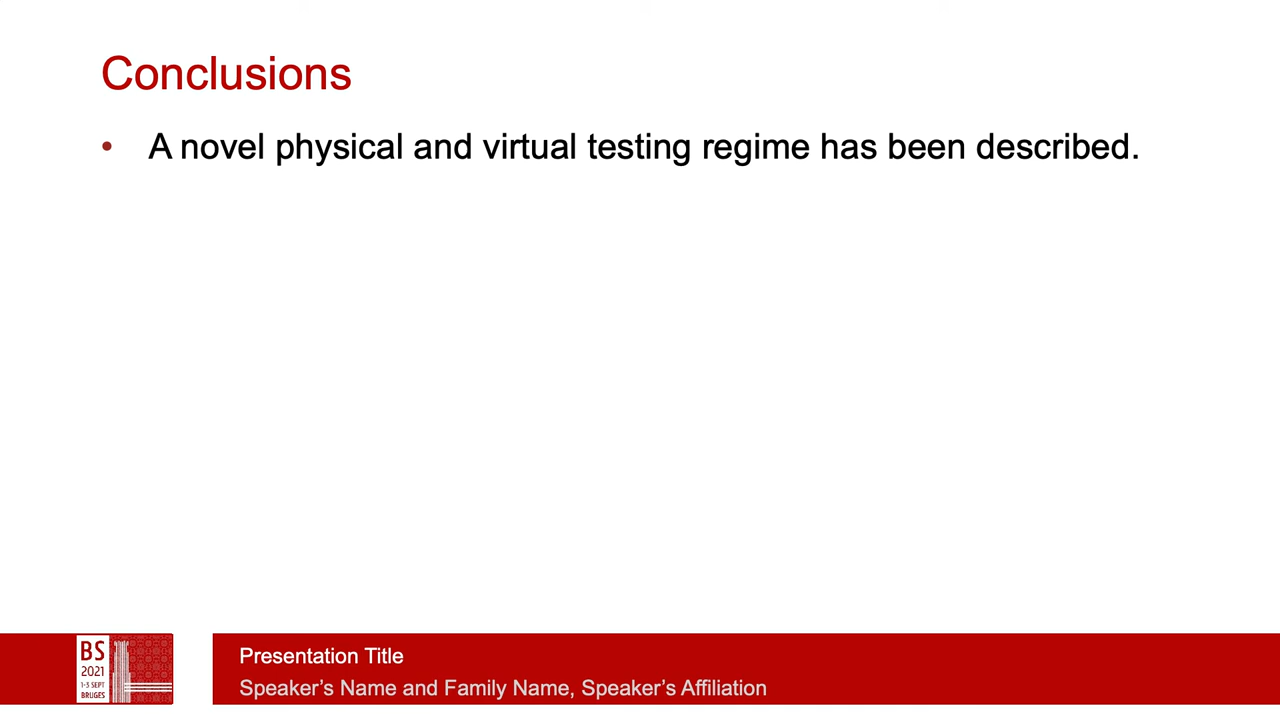 Conclusions
• A novel physical and virtual testing regime has been described.
BS
2021
1-3 SEPT
BRUGES
Presentation Title
Speaker’s Name and Family Name, Speaker’s Affiliation